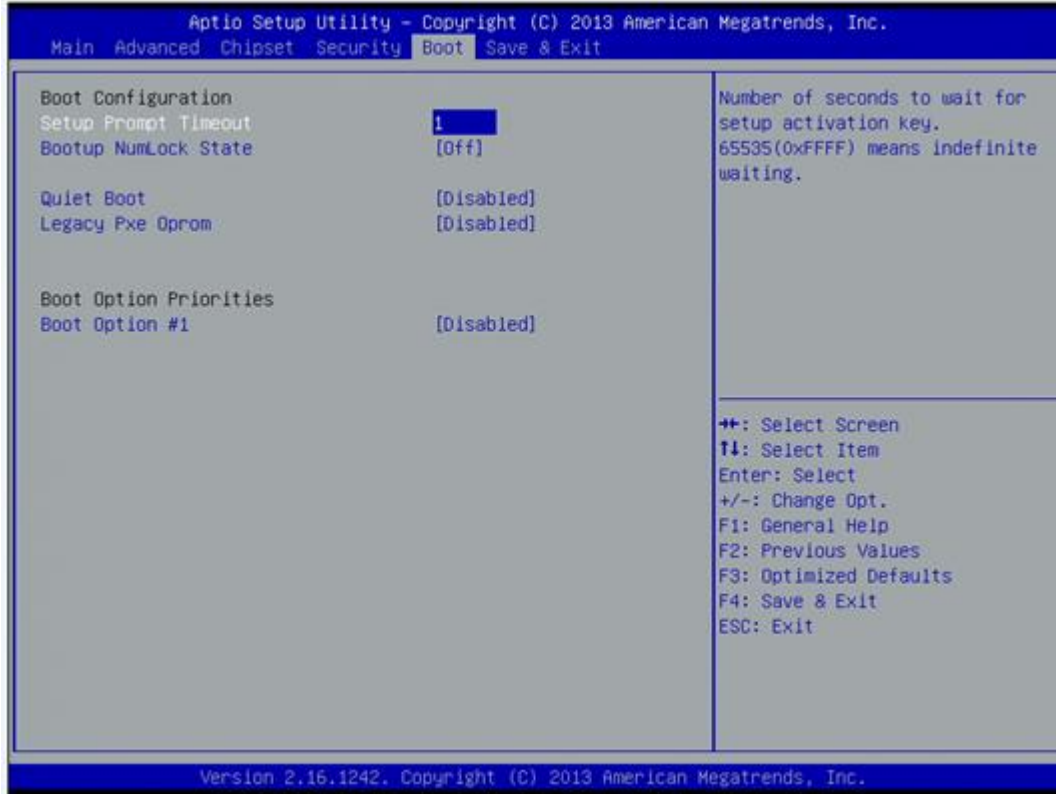 Aptio Setup Utility – Copyright (C) 2013 American Megatrends, Inc.
Main Advanced Chipset Security Boot Save & Exit
Boot Configuration
Setup Prompt Timeout 1
Bootup NumLock State [Off]
Quiet Boot [Disabled]
Legacy Pxe Oprom [Disabled]
Boot Option Priorities
Boot Option #1 [Disabled]
Number of seconds to wait for
setup activation key.
65535(0xFFFF) means indefinite
waiting.
→←: Select Screen
↑↓: Select Item
Enter: Select
+/-: Change Opt.
F1: General Help
F2: Previous Values
F3: Optimized Defaults
F4: Save & Exit
ESC: Exit
Version 2.16.1242. Copyright (C) 2013 American Megatrends, Inc.